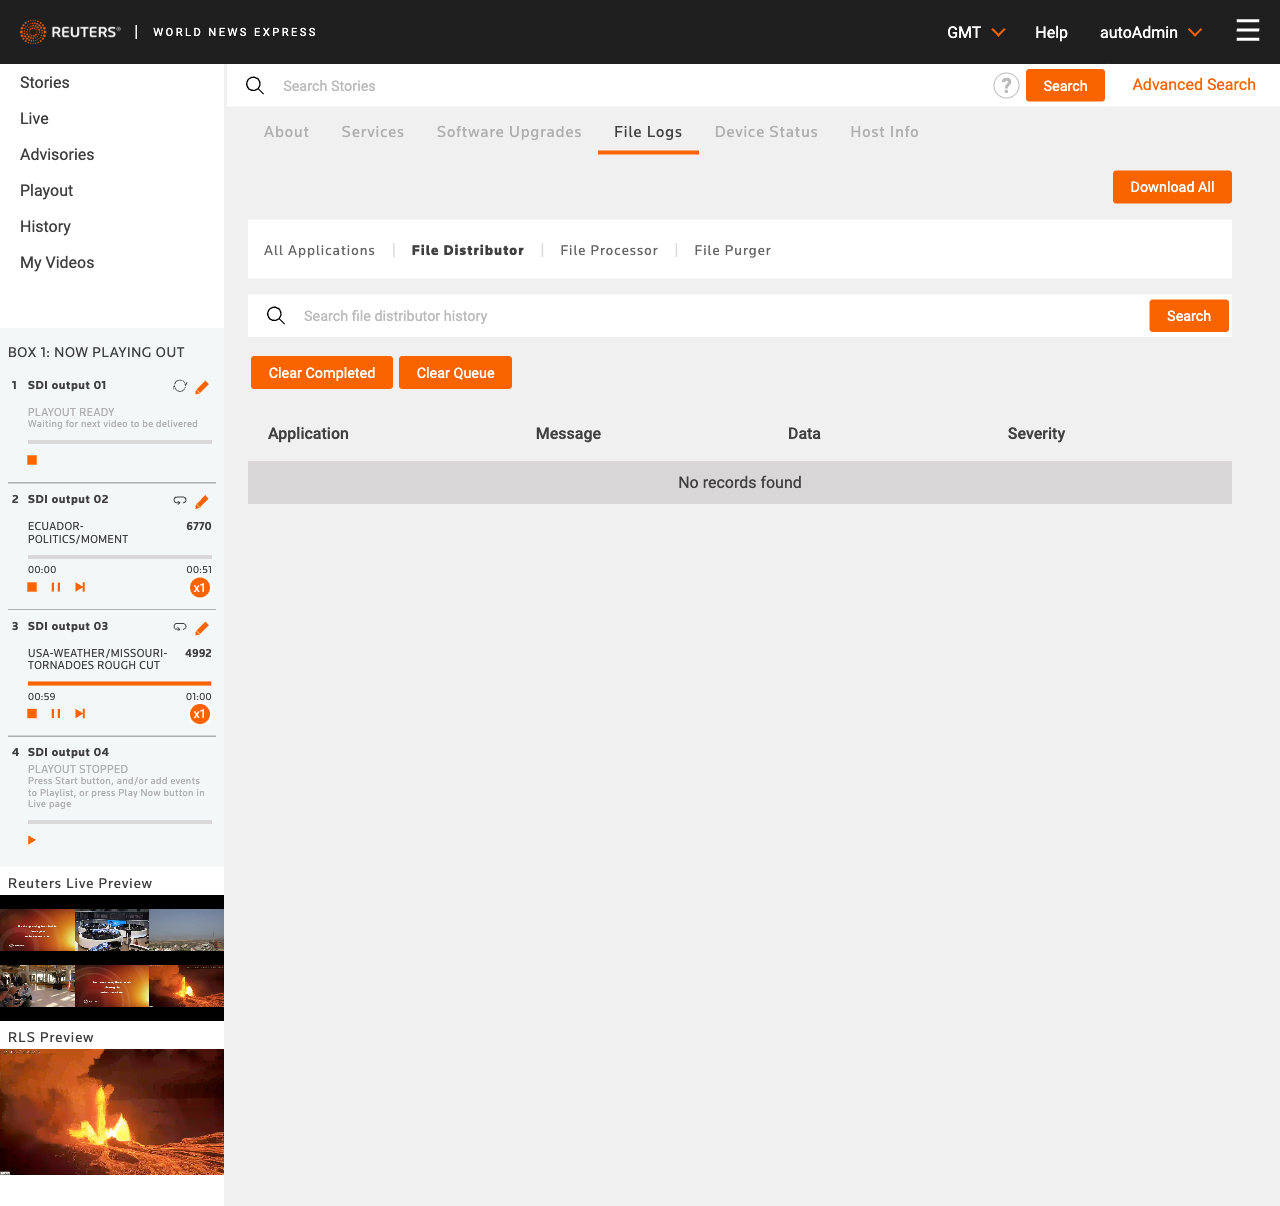 REUTERS® | WORLD NEWS EXPRESS
GMT
Help
autoAdmin
Stories
Live
Advisories
Playout
History
My Videos
Search Stories
?
Search
Advanced Search
About
Services
Software Upgrades
File Logs
Device Status
Host Info
Download All
All Applications | File Distributor | File Processor | File Purger
Search file distributor history
Search
Clear Completed
Clear Queue
Application
Message
Data
Severity
No records found
BOX 1: NOW PLAYING OUT
1 SDI output 01
PLAYOUT READY
Waiting for next video to be delivered
2 SDI output 02
ECUADOR- 6770
POLITICS/MOMENT
00:00 00:51
x1
3 SDI output 03
USA-WEATHER/MISSOURI- 4992
TORNADOES ROUGH CUT
00:59 01:00
x1
4 SDI output 04
PLAYOUT STOPPED
Press Start button, and/or add events
to Playlist, or press Play Now button in
Live page
Reuters Live Preview
RLS Preview